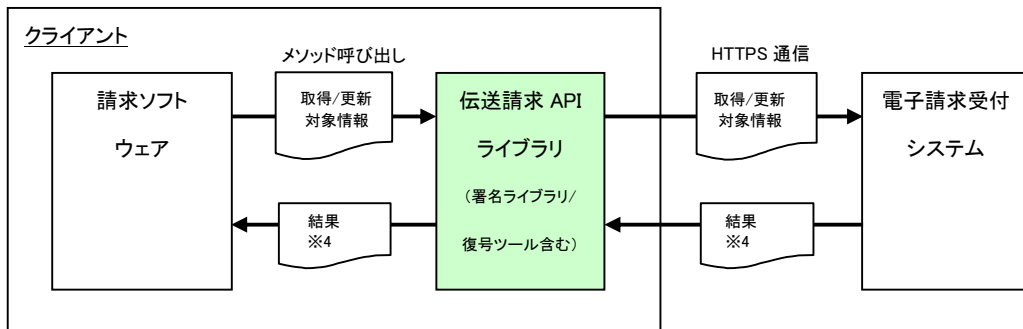 クライアント
メソッド呼び出し
HTTPS 通信
請求ソフト
ウェア
取得/更新
対象情報
伝送請求 API
ライブラリ
(署名ライブラリ/
復号ツール含む)
取得/更新
対象情報
電子請求受付
システム
結果
※4
結果
※4